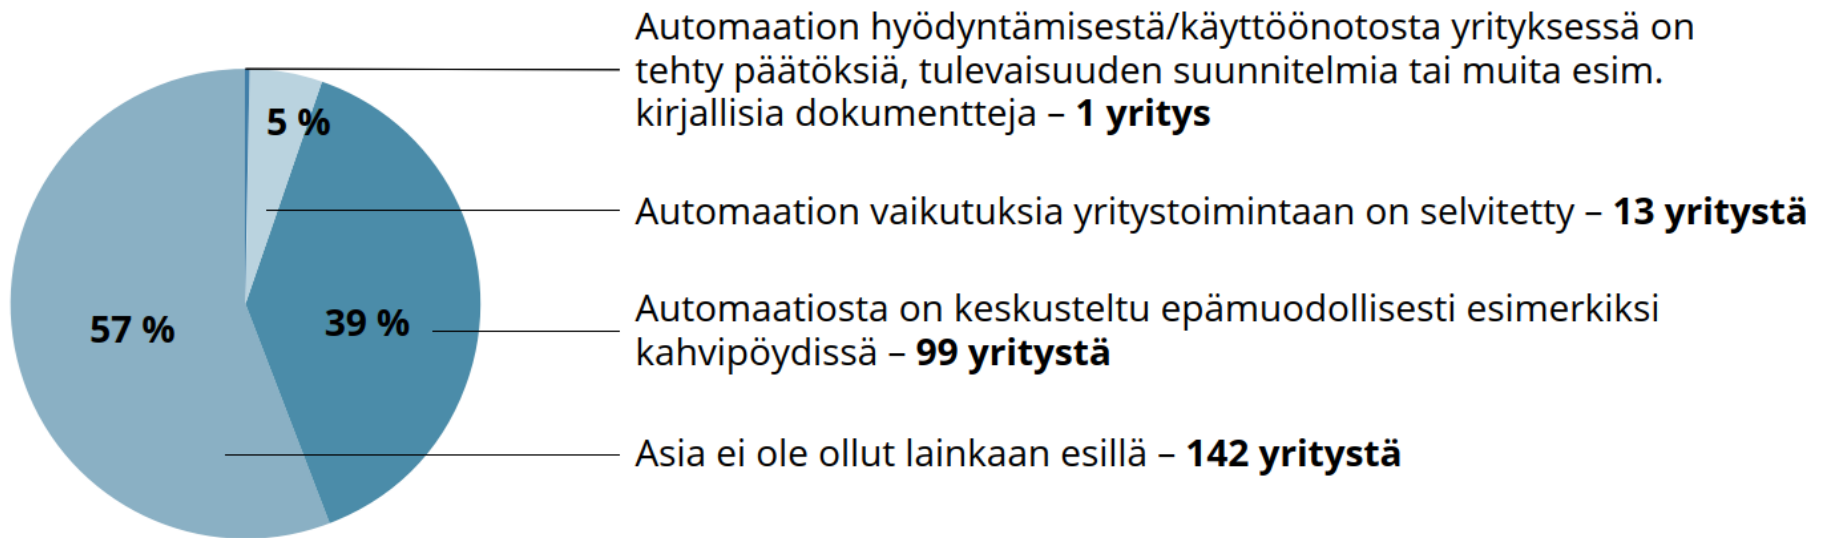 Automaation hyödyntämisestä/käyttöönotosta yrityksessä on
tehty päätöksiä, tulevaisuuden suunnitelmia tai muita esim.
kirjallisia dokumentteja – 1 yritys
5 %
Automaation vaikutuksia yritystoimintaan on selvitetty – 13 yritystä
39 %
Automaatiosta on keskusteltu epämuodollisesti esimerkiksi
kahvipöydissä – 99 yritystä
57 %
Asia ei ole ollut lainkaan esillä – 142 yritystä